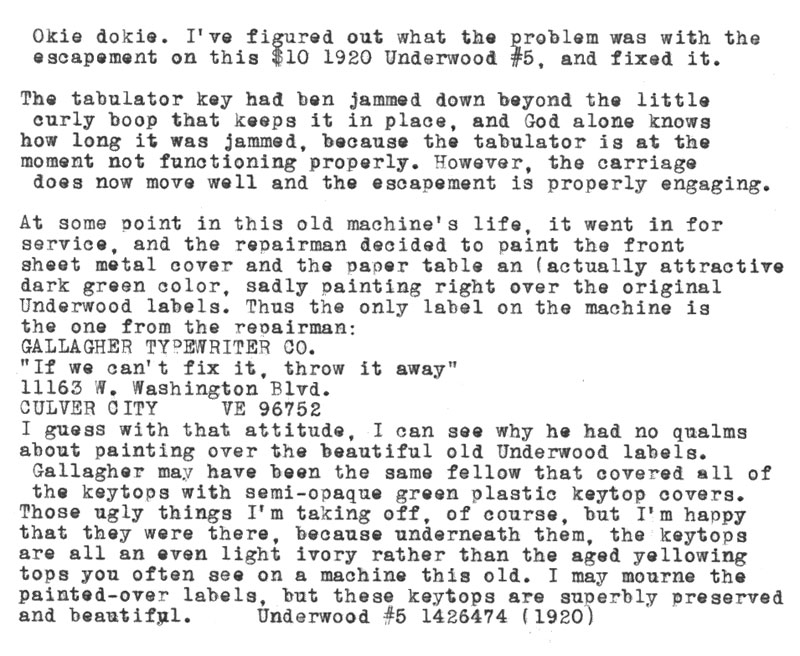 Okie dokie. I've figured out what the problem was with the
escapement on this $10 1920 Underwood #5, and fixed it.
The tabulator key had ben jammed down beyond the little
curly boop that keeps it in place, and God alone knows
how long it was jammed, because the tabulator is at the
moment not functioning properly. However, the carriage
does now move well and the escapement is properly engaging.
At some point in this old machine's life, it went in for
service, and the repairman decided to paint the front
sheet metal cover and the paper table an (actually attractive
dark green color, sadly painting right over the original
Underwood labels. Thus the only label on the machine is
the one from the repairman:
GALLAGHER TYPEWRITER CO.
"If we can't fix it, throw it away"
11163 W. Washington Blvd.
CULVER CITY VE 96752
I guess with that attitude, I can see why he had no qualms
about painting over the beautiful old Underwood labels.
Gallagher may have been the same fellow that covered all of
the keytops with semi-opaque green plastic keytop covers.
Those ugly things I'm taking off, of course, but I'm happy
that they were there, because underneath them, the keytops
are all an even light ivory rather than the aged yellowing
tops you often see on a machine this old. I may mourne the
painted-over labels, but these keytops are superbly preserved
and beautiful. Underwood #5 1426474 (1920)